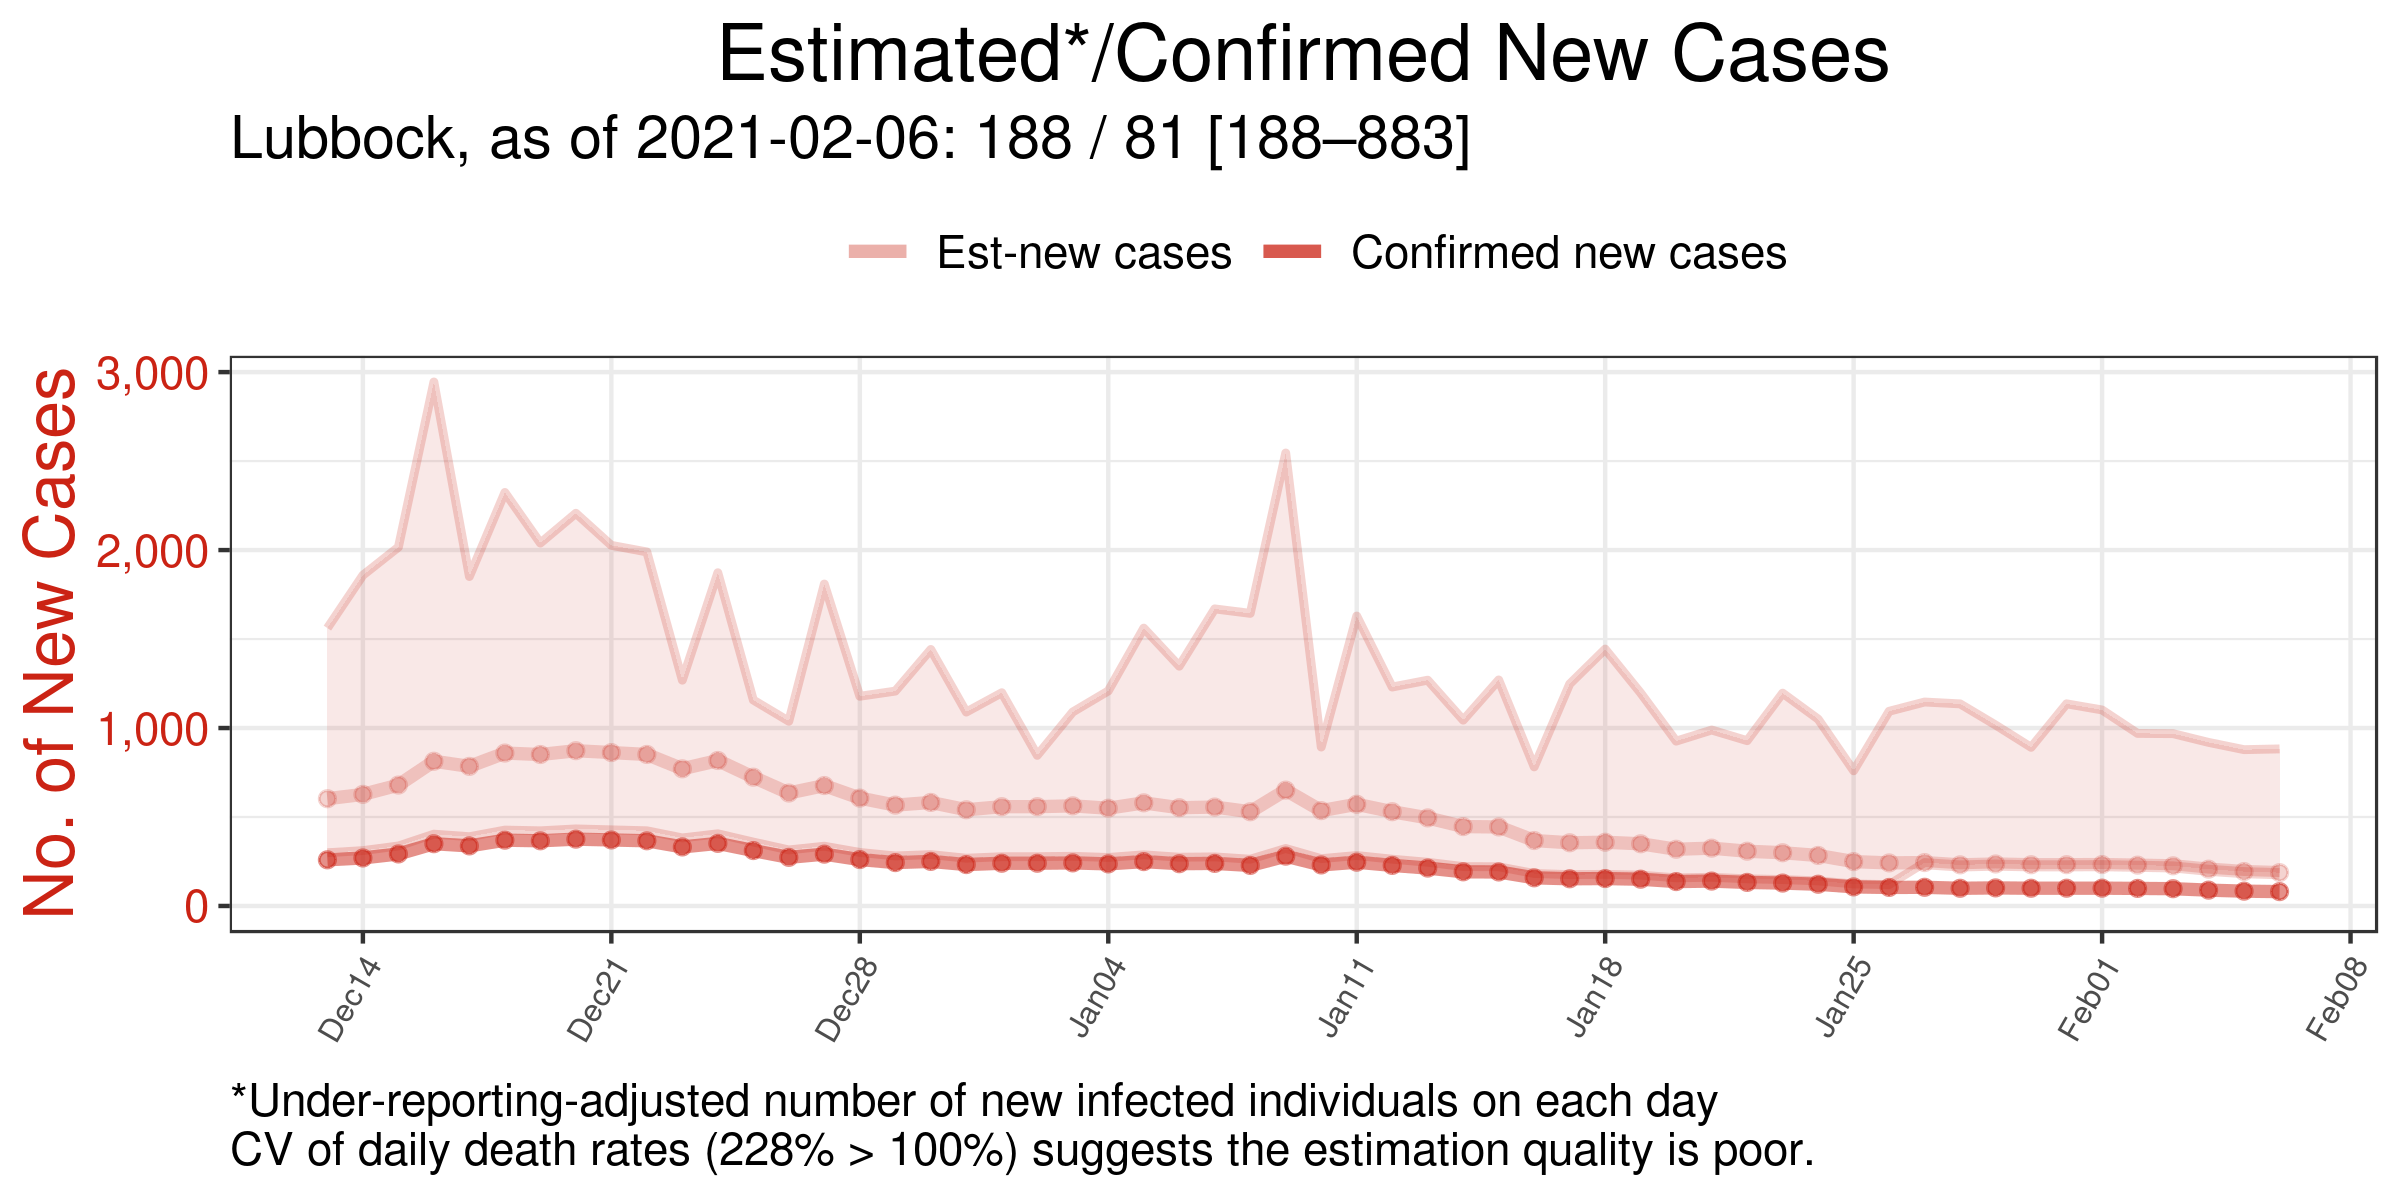 Estimated*/Confirmed New Cases
Lubbock, as of 2021-02-06: 188 / 81 [188–883]
Est-new cases
Confirmed new cases
No. of New Cases
3,000
2,000
1,000
0
Dec14
Dec21
Dec28
Jan04
Jan11
Jan18
Jan25
Feb01
Feb08
*Under-reporting-adjusted number of new infected individuals on each day
CV of daily death rates (228% > 100%) suggests the estimation quality is poor.